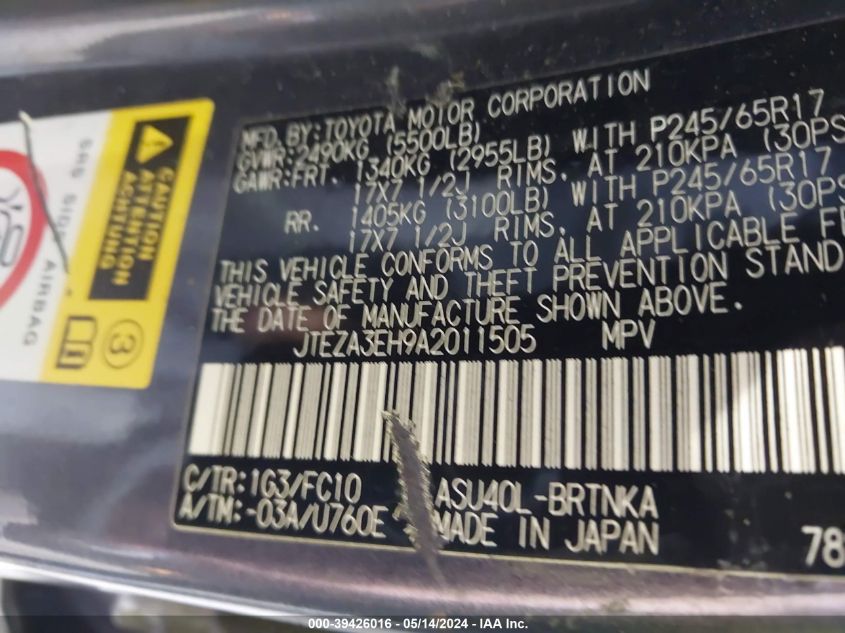 MFD.BY:TOYOTA MOTOR CORPORATION
GVWR:2490KG (5500LB)
GAWR:FRT. 1340KG (2955LB) WITH P245/65R17
17X7 1/2J RIMS, AT 210KPA (30PS
RR. 1405KG (3100LB) WITH P245/65R17
17X7 1/2J RIMS, AT 210KPA (30PS
THIS VEHICLE CONFORMS TO ALL APPLICABLE FE
VEHICLE SAFETY AND THEFT PREVENTION STAND
THE DATE OF MANUFACTURE SHOWN ABOVE.
JTEZA3EH9A2011505 MPV
C/TR:1G3/FC10 ASU40L-BRTNKA
A/TM:-03A/U760E MADE IN JAPAN
78
SRS SIDE AIRBAG
CAUTION
ATTENTION
ACHTUNG
3
000-39426016 - 05/14/2024 - IAA Inc.